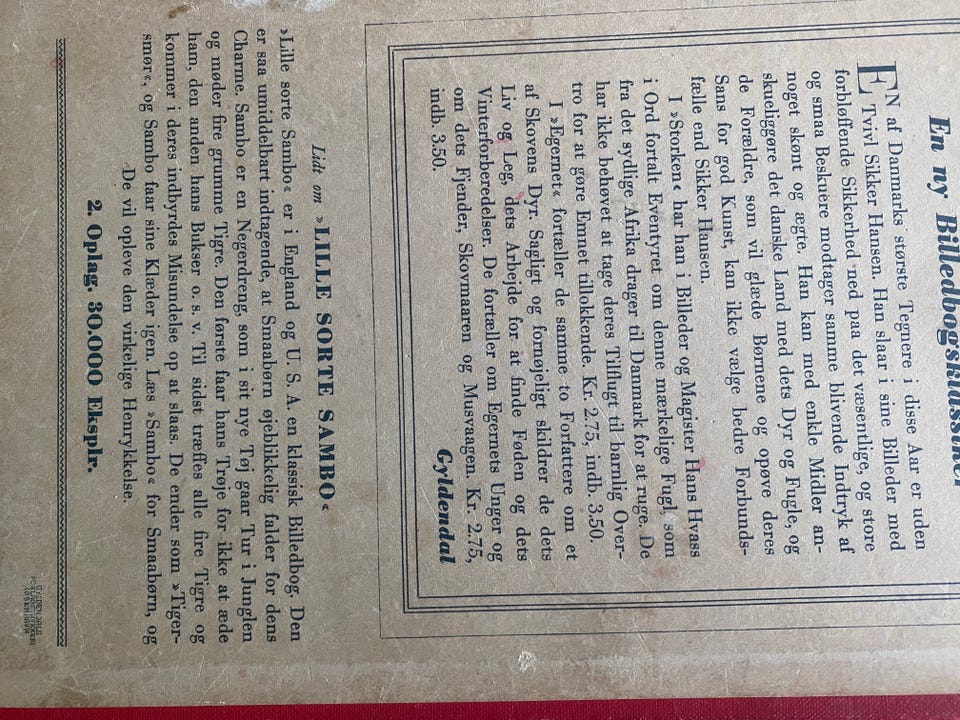 En ny Billedbogsklassiker
EN af Danmarks største Tegnere i disse Aar er uden
Tvivl Sikker Hansen. Han slaar i sine Billeder med
forbløffende Sikkerhed ned paa det væsentlige, og store
og smaa Beskuere modtager samme blivende Indtryk af
noget skønt og ægte. Han kan med enkle Midler an-
skueliggøre det danske Land med dets Dyr og Fugle, og
de Forældre, som vil glæde Børnene og opøve deres
Sans for god Kunst, kan ikke vælge bedre Forbunds-
fælle end Sikker Hansen.
I »Storken« har han i Billeder og Magister Hans Hvass
i Ord fortalt Eventyret om denne mærkelige Fugl, som
fra det sydlige Afrika drager til Danmark for at ruge. De
har ikke behøvet at tage deres Tilflugt til barnlig Over-
tro for at gøre Emnet tillokkende. Kr. 2.75, indb. 3.50.
I »Egernet« fortæller de samme to Forfattere om et
af Skovens Dyr. Sagligt og fornøjeligt skildrer de dets
Liv og Leg, dets Arbejde for at finde Føden og dets
Vinterforberedelser. De fortæller om Egernets Unger og
om dets Fjender, Skovmaaren og Musvaagen. Kr. 2.75,
indb. 3.50.
Gyldendal
Lidt om »LILLE SORTE SAMBO«
»Lille sorte Sambo« er i England og U. S. A. en klassisk Billedbog. Den
er saa umiddelbart indtagende, at Smaabørn øjeblikkelig falder for dens
Charme. Sambo er en Negerdreng, som i sit nye Tøj gaar Tur i Junglen
og møder fire grumme Tigre. Den første faar hans Trøje for ikke at æde
ham, den anden hans Bukser o. s. v. Til sidst træffes alle fire Tigre og
kommer i deres indbyrdes Misundelse op at slaas. De ender som »Tiger-
smør«, og Sambo faar sine Klæder igen. Læs »Sambo« for Smaabørn, og
De vil opleve den virkelige Henrykkelse.
2. Oplag. 30.000 Eksplr.
GYLDENDALS
FORLAGSTRYKKERI
KØBENHAVN